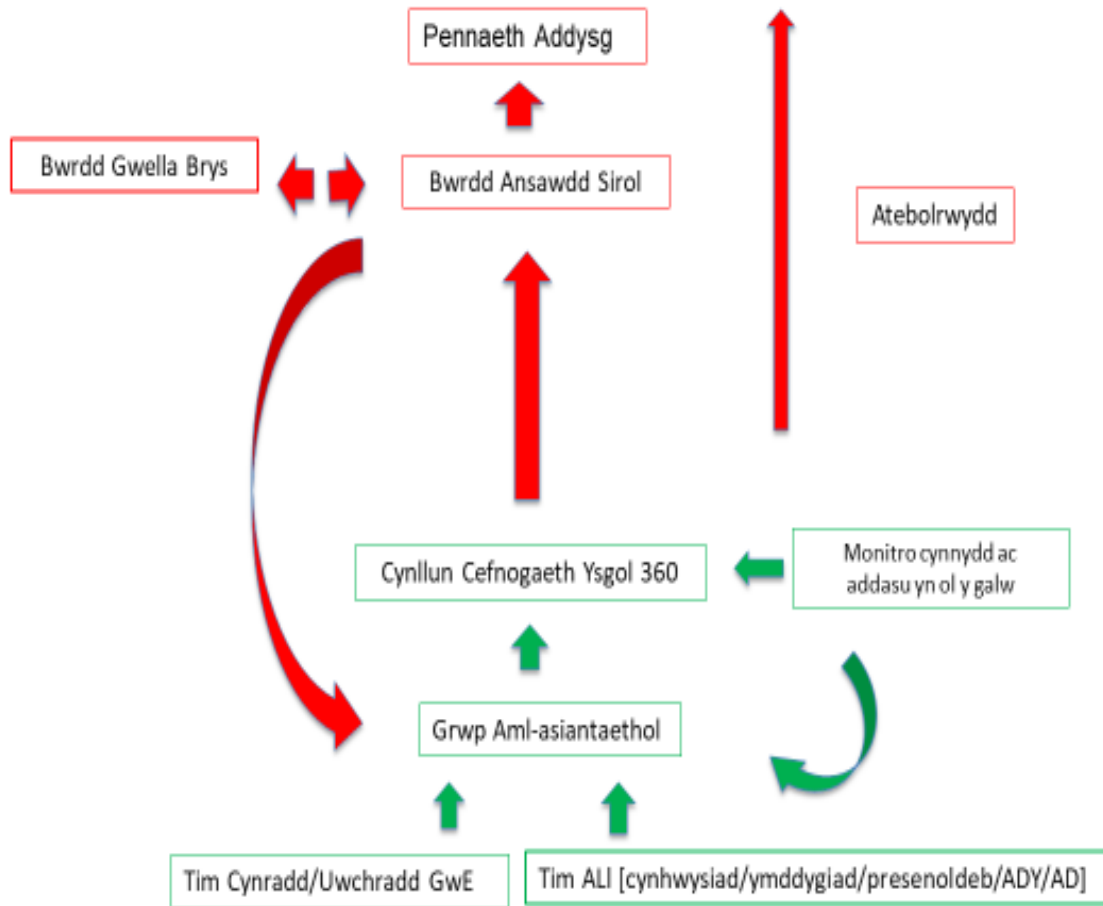 Pennaeth Addysg
Bwrdd Gwella Brys
Bwrdd Ansawdd Sirol
Atebolrwydd
Cynllun Cefnogaeth Ysgol 360
Monitro cynnydd ac
addasu yn ol y galw
Grwp Aml-asiantaethol
Tim Cynradd/Uwchradd GwE
Tim ALI [cynhwysiad/ymddygiad/presenoldeb/ADY/AD]